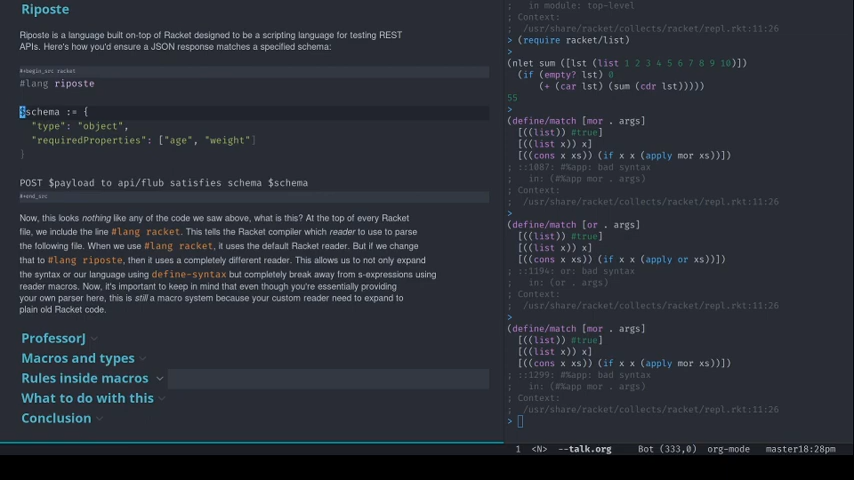 Riposte
Riposte is a language built on-top of Racket designed to be a scripting language for testing REST
APIs. Here's how you'd ensure a JSON response matches a specified schema:
#+begin_src racket
#lang riposte
$schema := {
"type": "object",
"requiredProperties": ["age", "weight"]
}
POST $payload to api/flub satisfies schema $schema
#+end_src
Now, this looks nothing like any of the code we saw above, what is this? At the top of every Racket
file, we include the line #lang racket. This tells the Racket compiler which reader to use to parse
the following file. When we use #lang racket, it uses the default Racket reader. But if we change
that to #lang riposte, then it uses a completely different reader. This allows us to not only expand
the syntax or our language using define-syntax but completely break away from s-expressions using
reader macros. Now, it's important to keep in mind that even though you're essentially providing
your own parser here, this is still a macro system because your custom reader need to expand to
plain old Racket code.
ProfessorJ
Macros and types
Rules inside macros
What to do with this
Conclusion
; in module: top-level
; Context:
; /usr/share/racket/collects/racket/repl.rkt:11:26
> (require racket/list)
>
(nlet sum ([lst (list 1 2 3 4 5 6 7 8 9 10)])
(if (empty? lst) 0
(+ (car lst) (sum (cdr lst)))))
55
>
(define/match [mor . args]
[((list)) #true]
[((list x)) x]
[((cons x xs)) (if x x (apply mor xs))])
; ::1087: #%app: bad syntax
; in: (#%app mor . args)
; Context:
; /usr/share/racket/collects/racket/repl.rkt:11:26
>
(define/match [or . args]
[((list)) #true]
[((list x)) x]
[((cons x xs)) (if x x (apply or xs))])
; ::1194: or: bad syntax
; in: (or . args)
; Context:
; /usr/share/racket/collects/racket/repl.rkt:11:26
>
(define/match [mor . args]
[((list)) #true]
[((list x)) x]
[((cons x xs)) (if x x (apply mor xs))])
; ::1299: #%app: bad syntax
; in: (#%app mor . args)
; Context:
; /usr/share/racket/collects/racket/repl.rkt:11:26
>
1 <N> --talk.org Bot (333,0) org-mode master18:28pm